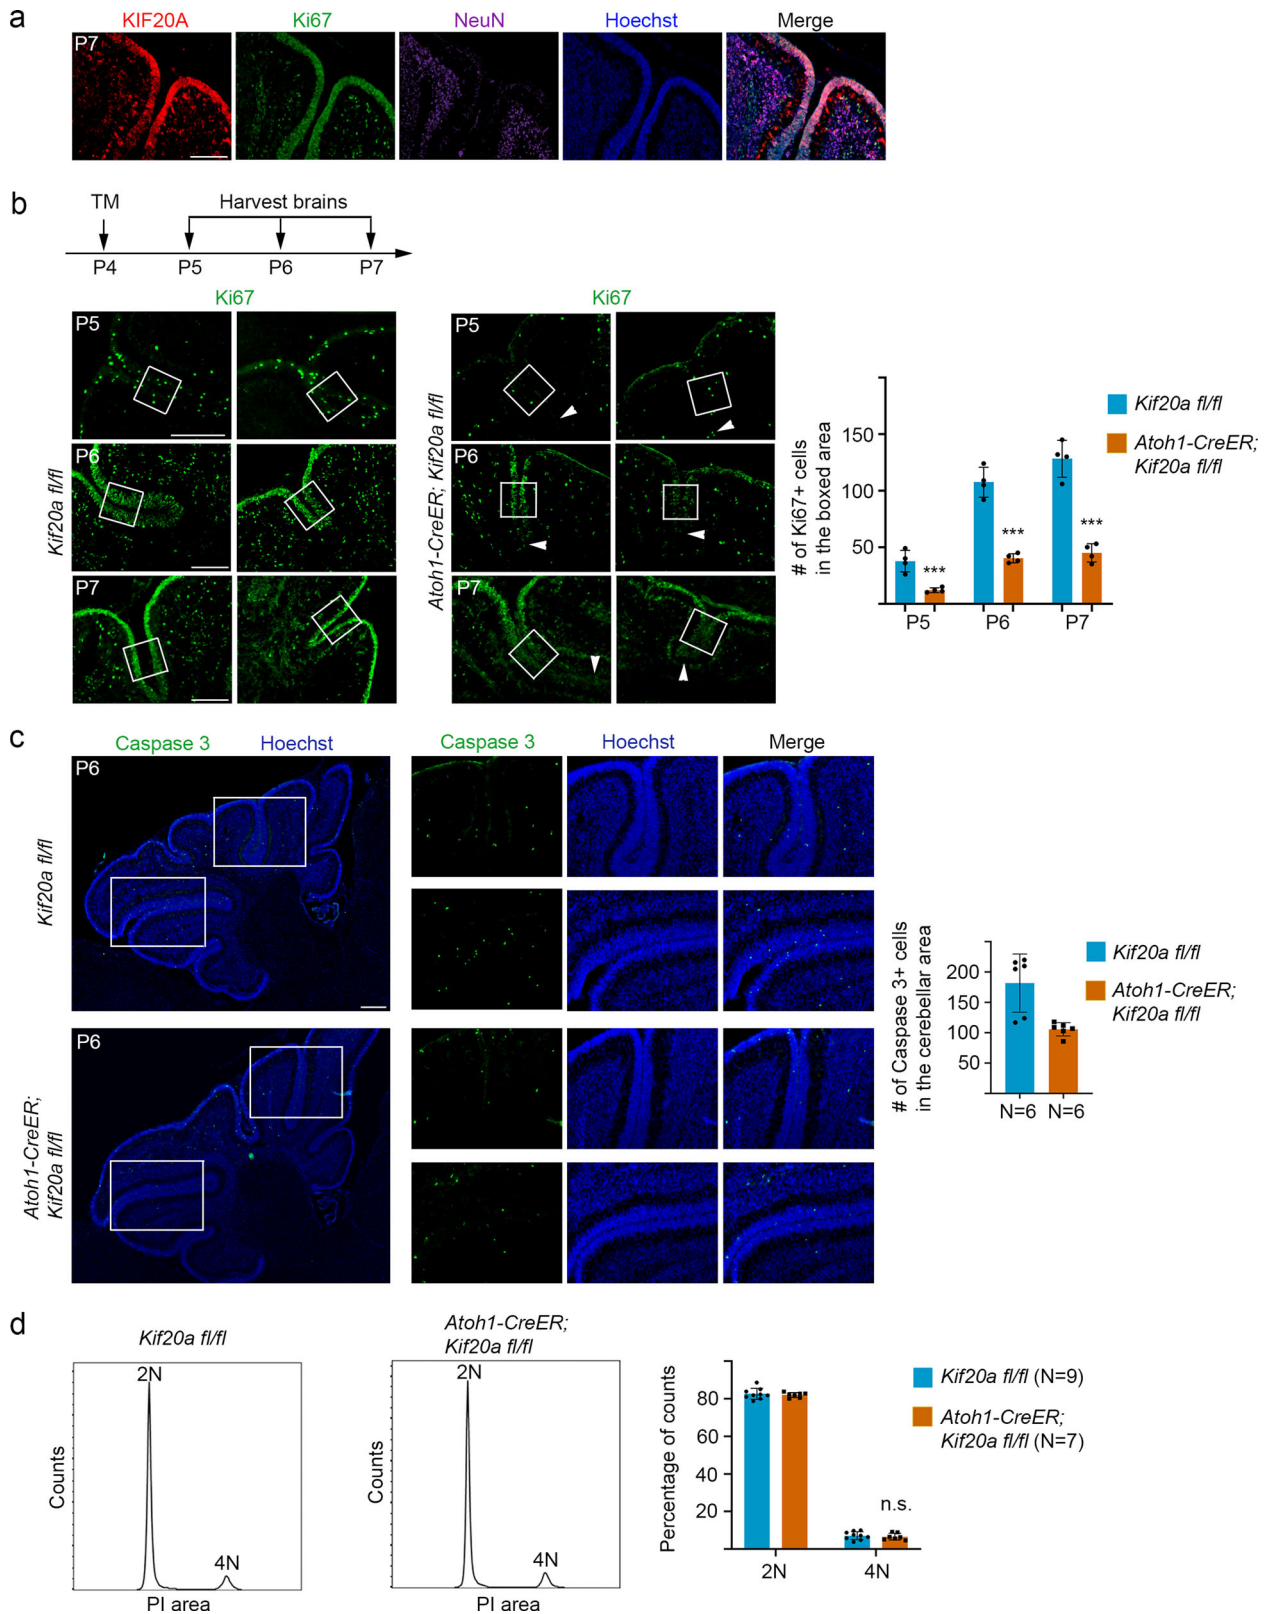 a
KIF20A
Ki67
NeuN
Hoechst
Merge
P7
b
TM
Harvest brains
P4
P5
P6
P7
Ki67
Ki67
Kif20a fl/fl
P5
P6
P7
Atoh1-CreER; Kif20a fl/fl
P5
P6
P7
# of Ki67+ cells
in the boxed area
150
100
50
***
***
***
P5
P6
P7
Kif20a fl/fl
Atoh1-CreER;
Kif20a fl/fl
c
Caspase 3
Hoechst
Caspase 3
Hoechst
Merge
Kif20a fl/fl
P6
Atoh1-CreER;
Kif20a fl/fl
P6
# of Caspase 3+ cells
in the cerebellar area
200
150
100
50
N=6
N=6
Kif20a fl/fl
Atoh1-CreER;
Kif20a fl/fl
d
Kif20a fl/fl
2N
4N
Counts
PI area
Atoh1-CreER;
Kif20a fl/fl
2N
4N
Counts
PI area
Percentage of counts
80
60
40
20
n.s.
2N
4N
Kif20a fl/fl (N=9)
Atoh1-CreER;
Kif20a fl/fl (N=7)